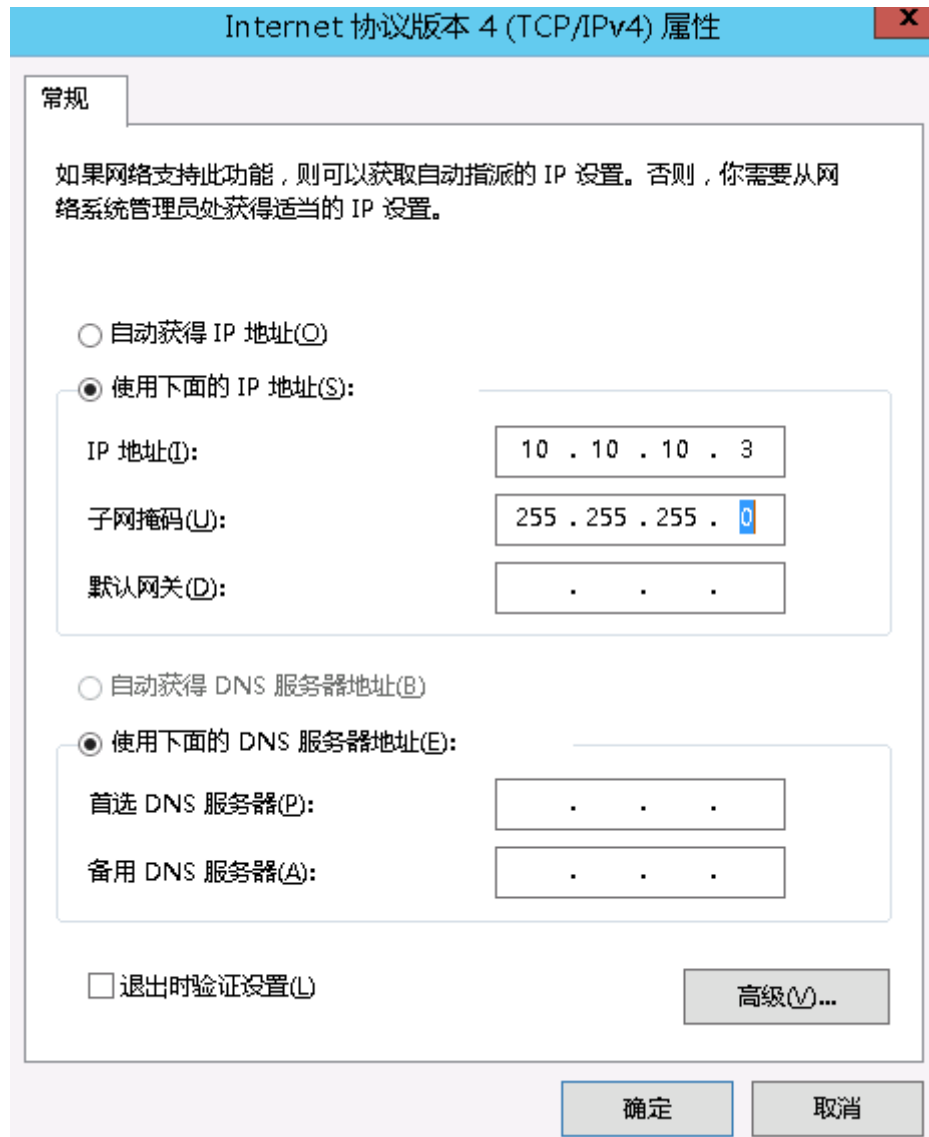 Internet 协议版本 4 (TCP/IPv4) 属性
x
常规
如果网络支持此功能，则可以获取自动指派的 IP 设置。否则，你需要从网
络系统管理员处获得适当的 IP 设置。
自动获得 IP 地址(O)
使用下面的 IP 地址(S):
IP 地址(I):
10 . 10 . 10 . 3
子网掩码(U):
255 . 255 . 255 . 0
默认网关(D):
. . .
自动获得 DNS 服务器地址(B)
使用下面的 DNS 服务器地址(E):
首选 DNS 服务器(P):
. . .
备用 DNS 服务器(A):
. . .
退出时验证设置(L)
高级(V)...
确定
取消